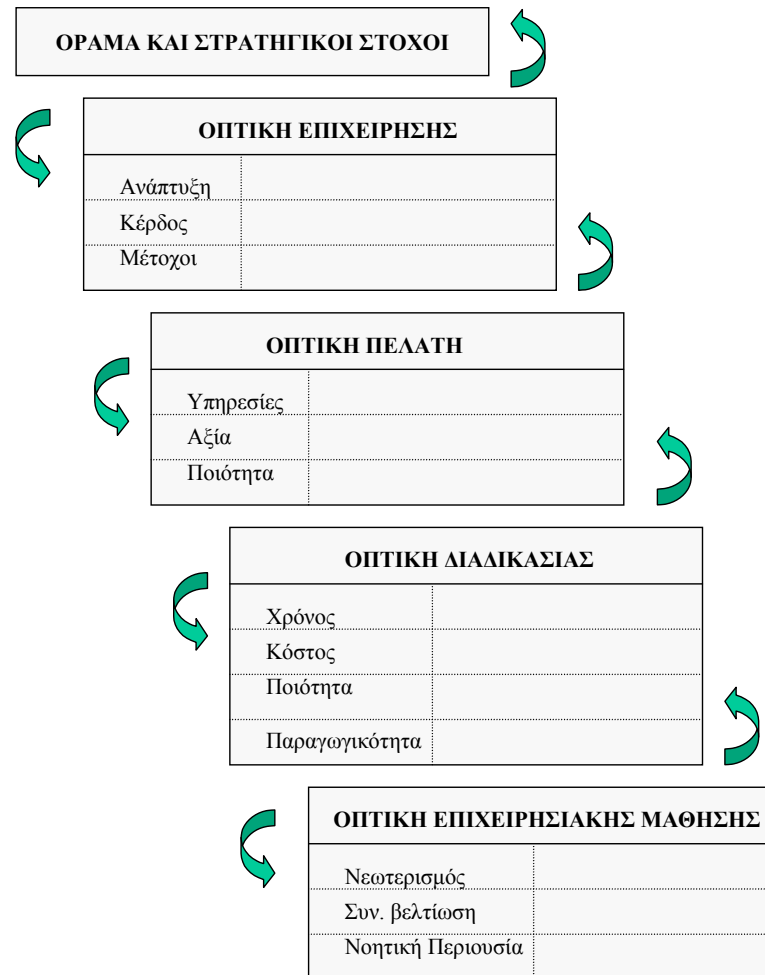 ΟΡΑΜΑ ΚΑΙ ΣΤΡΑΤΗΓΙΚΟΙ ΣΤΟΧΟΙ
ΟΠΤΙΚΗ ΕΠΙΧΕΙΡΗΣΗΣ
Ανάπτυξη
Κέρδος
Μέτοχοι
ΟΠΤΙΚΗ ΠΕΛΑΤΗ
Υπηρεσίες
Αξία
Ποιότητα
ΟΠΤΙΚΗ ΔΙΑΔΙΚΑΣΙΑΣ
Χρόνος
Κόστος
Ποιότητα
Παραγωγικότητα
ΟΠΤΙΚΗ ΕΠΙΧΕΙΡΗΣΙΑΚΗΣ ΜΑΘΗΣΗΣ
Νεωτερισμός
Συν. βελτίωση
Νοητική Περιουσία